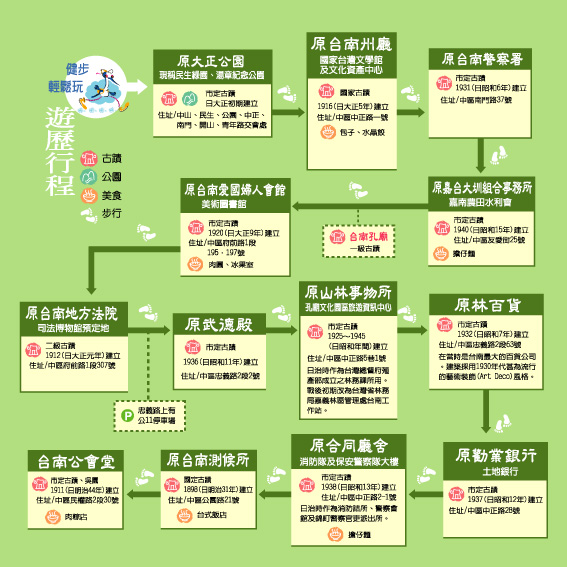 健步
輕鬆玩
遊歷行程
古蹟
公園
美食
步行
原大正公園
現稱民生綠園、湯章紀念公園
市定古蹟
日大正初期建立
住址/中山、民生、公園、中正、
南門、開山、青年路交會處
原台南州廳
國家台灣文學館
及文化資產中心
國家古蹟
1916(日大正5年)建立
住址/中區中正路一號
包子、水晶餃
原台南警察署
市定古蹟
1931(日昭和6年)建立
住址/中區南門路37號
原嘉台大圳組合事務所
嘉南農田水利會
市定古蹟
1940(日昭和15年)建立
住址/中區友愛街25號
擔仔麵
台南孔廟
一級古蹟
原台南愛國婦人會館
美術圖書館
市定古蹟
1920(日大正9年)建立
住址/中區府前路1段
195、197號
肉圓、冰果室
原台南地方法院
司法博物館預定地
二級古蹟
1912(日大正元年)建立
住址/中區府前路1段307號
忠義路上有
公11停車場
原武德殿
市定古蹟
1936(日昭和11年)建立
住址/中區忠義路2段2號
原山林事物所
孔廟文化園區旅遊資訊中心
市定古蹟
1925~1945
(日昭和年間)建立
住址/中區中正路5巷1號
日治時作為台灣總督府殖
產部成立之林務課所用。
戰後初期改為台灣省林務
局嘉義林區管理處台南工
作站。
原林百貨
市定古蹟
1932(日昭和7年)建立
住址/中區忠義路2段63號
在當時是台南最大的百貨公司
。建築採用1930年代甚為流行
的藝術裝飾(Art Deco)風格。
原勸業銀行
土地銀行
市定古蹟
1937(日昭和12年)建立
住址/中區中正路28號
原合同廳舍
消防隊及保安警察隊大樓
市定古蹟
1938(日昭和13年)建立
住址/中區中正路2-1號
日治時作為消防詰所、警察會
館及錦町警察官吏派出所。
擔仔麵
原台南測候所
國定古蹟
1898(日明治31年)建立
住址/中區公園路21號
台式飯店
台南公會堂
市定古蹟、吳園
1911(日明治44年)建立
住址/中區民權路2段30號
肉粽店